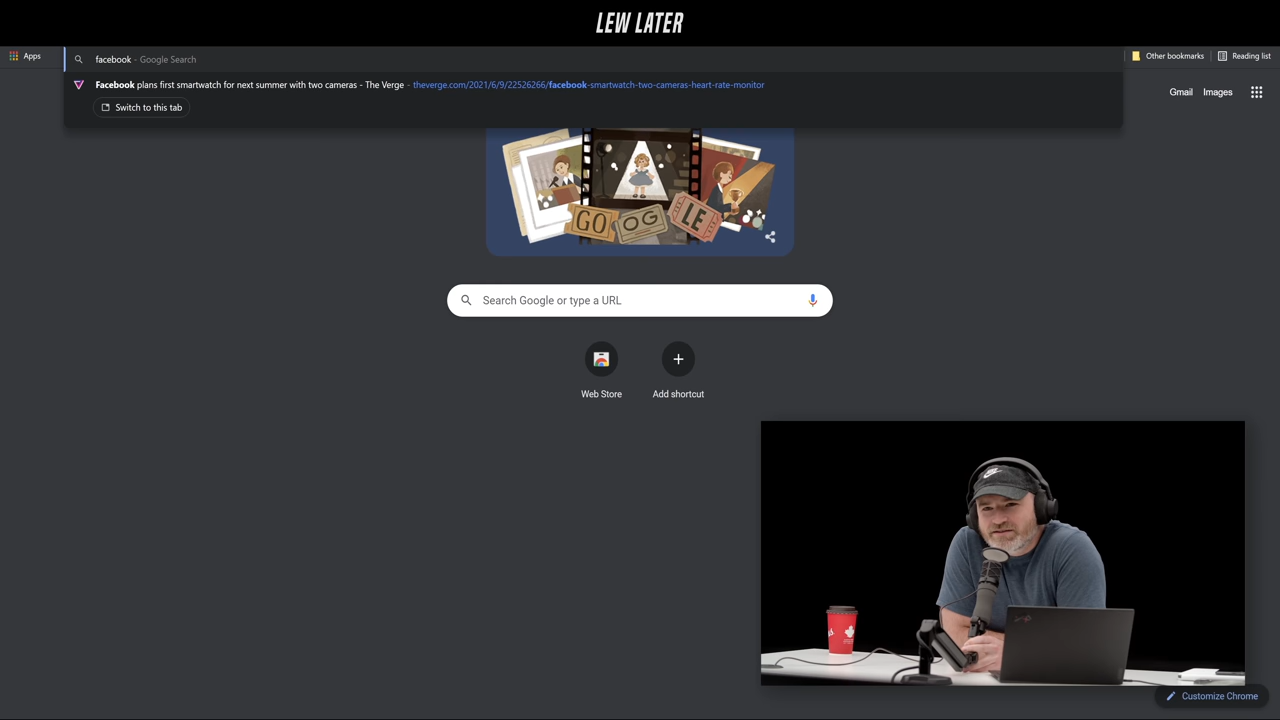 LEW LATER
Apps
facebook - Google Search
Other bookmarks
Reading list
Facebook plans first smartwatch for next summer with two cameras - The Verge - theverge.com/2021/6/9/22526266/facebook-smartwatch-two-cameras-heart-rate-monitor
Switch to this tab
Gmail
Images
GO OG LE
Search Google or type a URL
Web Store
Add shortcut
Customize Chrome